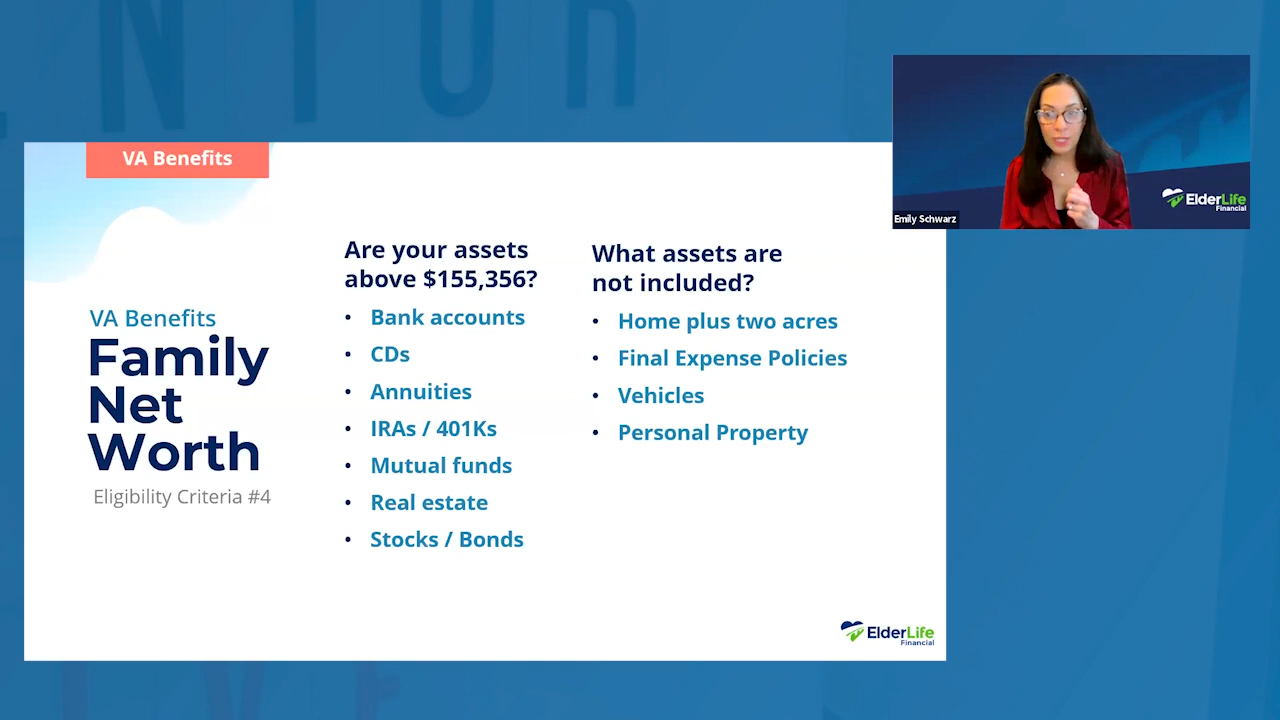 VA Benefits
VA Benefits
Family
Net
Worth
Eligibility Criteria #4
Are your assets
above $155,356?
• Bank accounts
• CDs
• Annuities
• IRAs / 401Ks
• Mutual funds
• Real estate
• Stocks / Bonds
What assets are
not included?
• Home plus two acres
• Final Expense Policies
• Vehicles
• Personal Property
ElderLife
Financial
Emily Schwarz
ElderLife
Financial